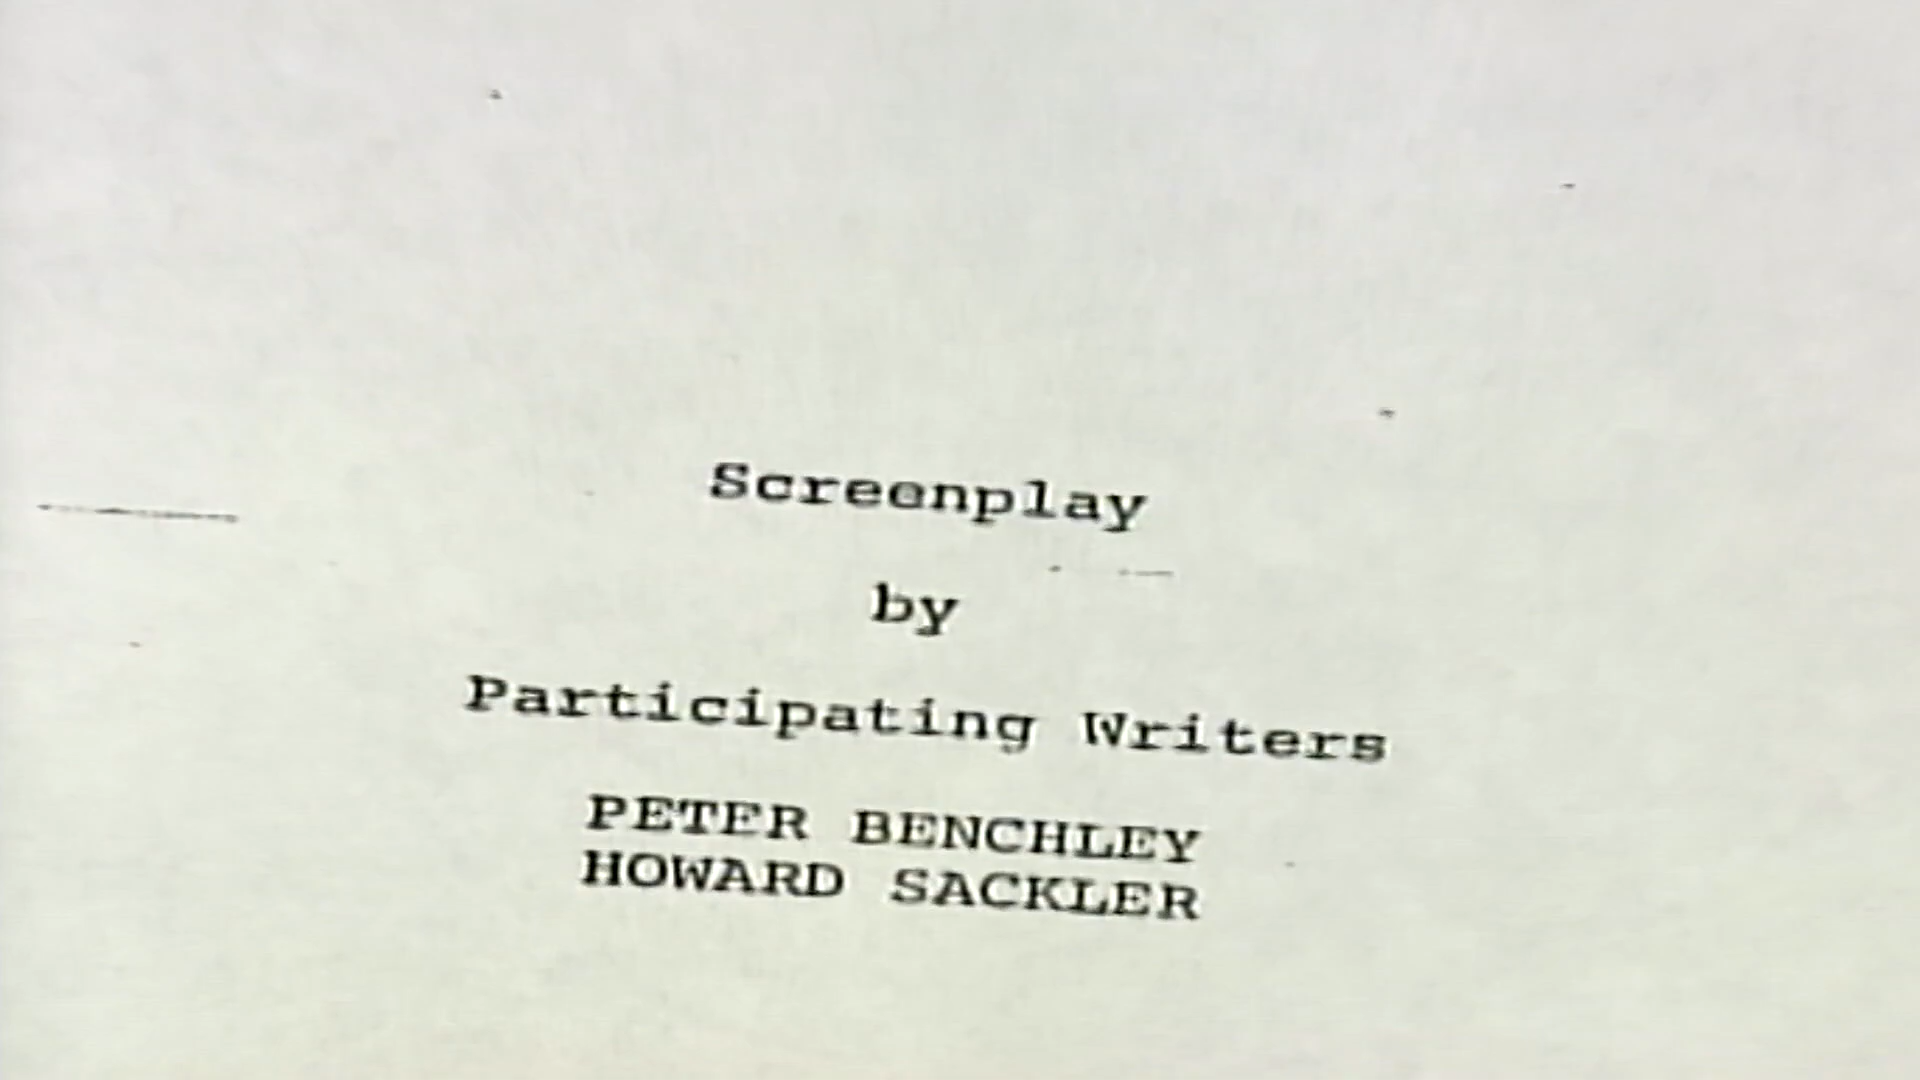 Screenplay
by
Participating Writers
PETER BENCHLEY
HOWARD SACKLER